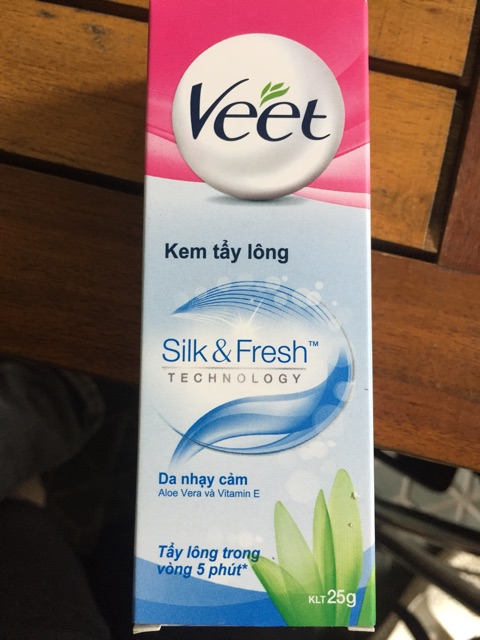 Veet
Kem tẩy lông
Silk & Fresh™
TECHNOLOGY
Da nhạy cảm
Aloe Vera và Vitamin E
Tẩy lông trong
vòng 5 phút*
KLT 25g